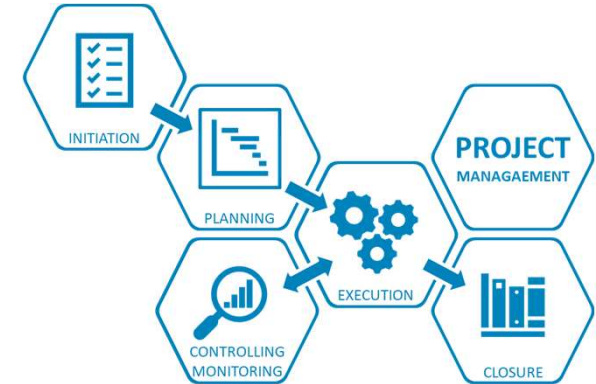 INITIATION
PROJECT
MANAGAEMENT
PLANNING
EXECUTION
CONTROLLING
MONITORING
CLOSURE